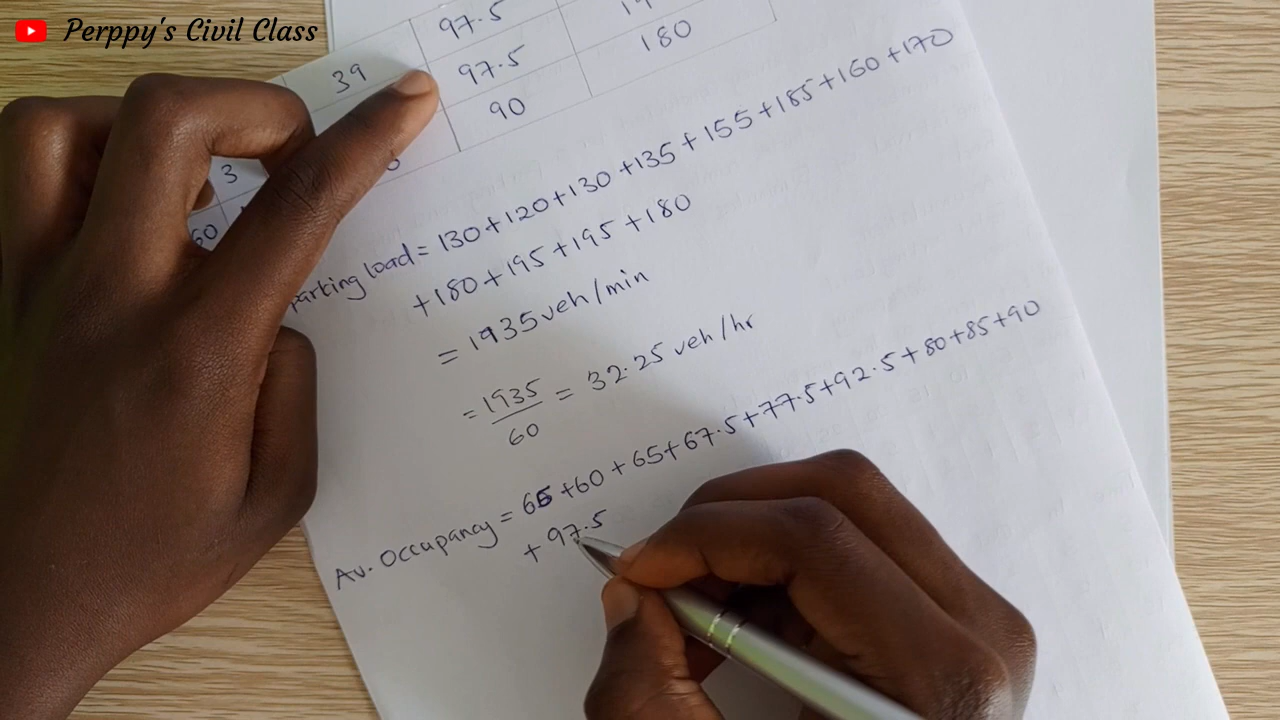 Perppy's Civil Class
97.5
39 97.5 180
90
3
60
parking load = 130+120+130+135+155+185+160+170
+180+195+195+180
= 1935 veh/min
= 1935/60 = 32.25 veh/hr
Av. Occupancy = 65+60+65+67.5+77.5+92.5+80+85+90
+97.5